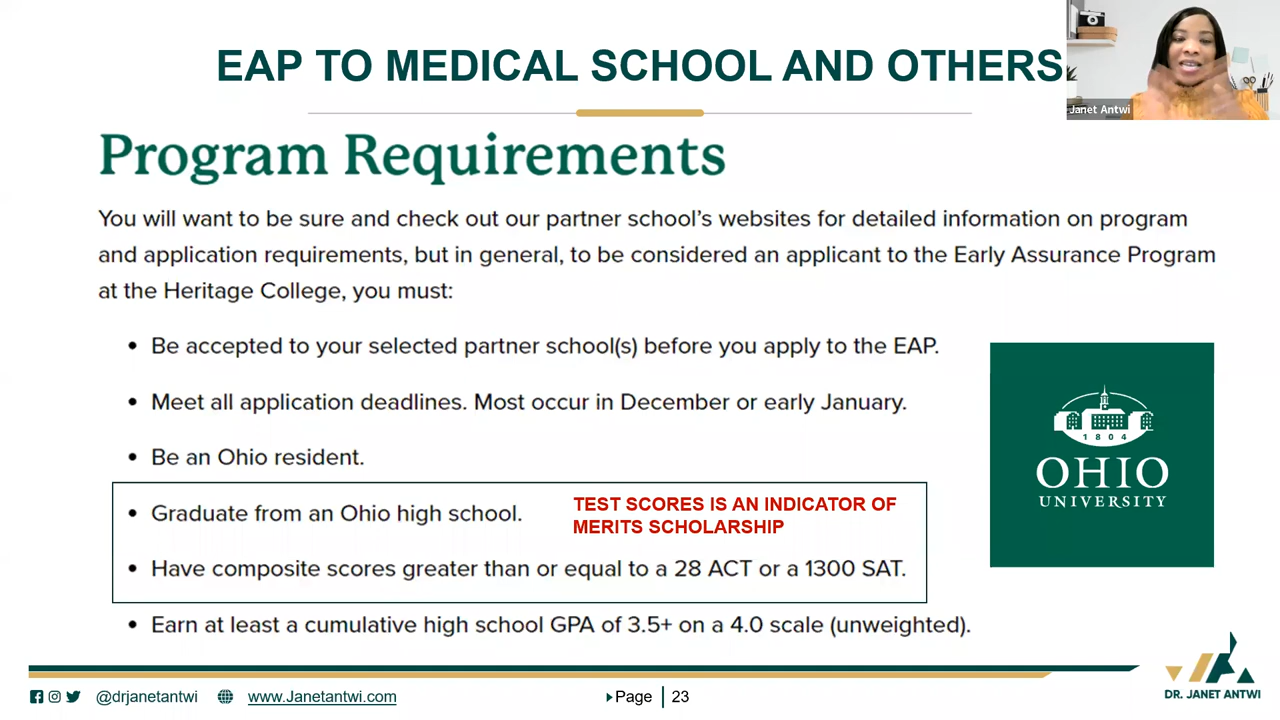 EAP TO MEDICAL SCHOOL AND OTHERS
Janet Antwi
Program Requirements
You will want to be sure and check out our partner school's websites for detailed information on program
and application requirements, but in general, to be considered an applicant to the Early Assurance Program
at the Heritage College, you must:
• Be accepted to your selected partner school(s) before you apply to the EAP.
• Meet all application deadlines. Most occur in December or early January.
• Be an Ohio resident.
• Graduate from an Ohio high school.
TEST SCORES IS AN INDICATOR OF
MERITS SCHOLARSHIP
• Have composite scores greater than or equal to a 28 ACT or a 1300 SAT.
• Earn at least a cumulative high school GPA of 3.5+ on a 4.0 scale (unweighted).
1804
OHIO
UNIVERSITY
@drjanetantwi
www.Janetantwi.com
Page | 23
DR. JANET ANTWI